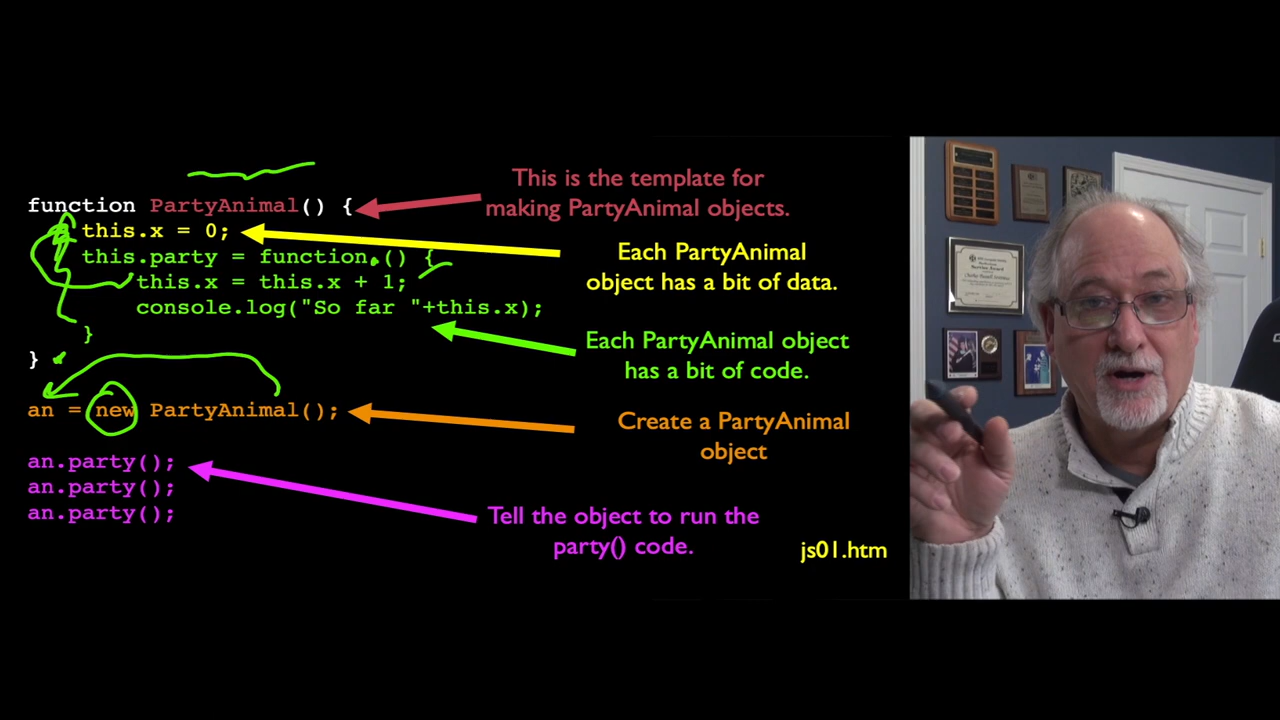 function PartyAnimal() {
this.x = 0;
this.party = function () {
this.x = this.x + 1;
console.log("So far "+this.x);
}
}
an = new PartyAnimal();
an.party();
an.party();
an.party();
This is the template for
making PartyAnimal objects.
Each PartyAnimal
object has a bit of data.
Each PartyAnimal object
has a bit of code.
Create a PartyAnimal
object
Tell the object to run the
party() code.
js01.htm